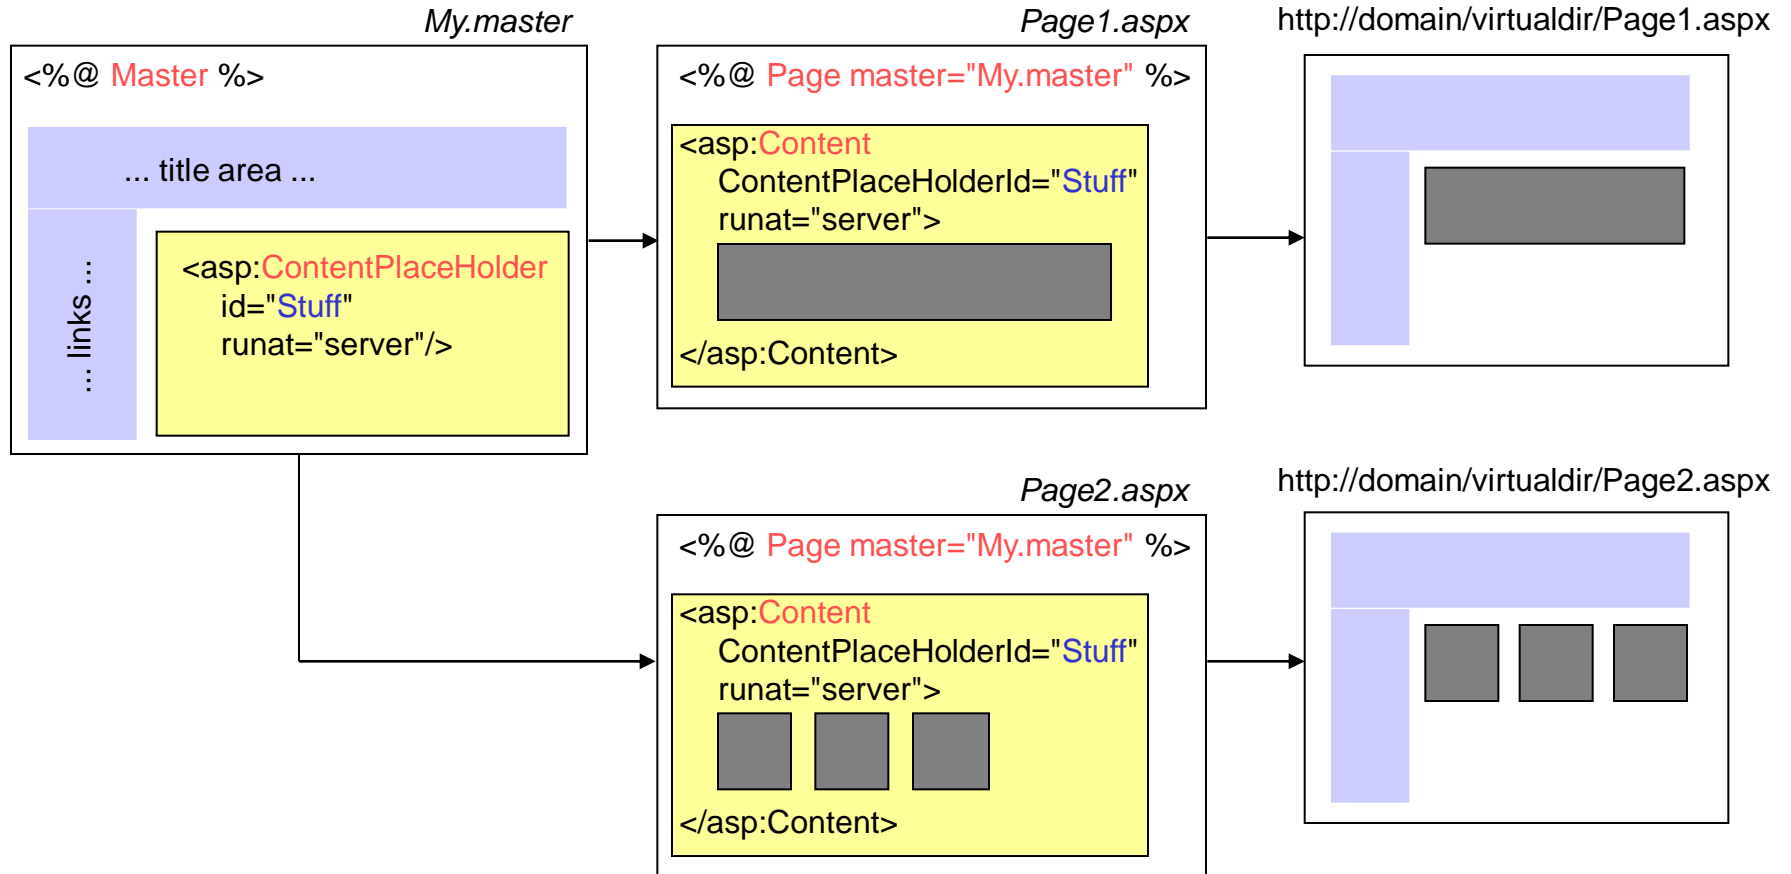 My.master
<%@ Master %>
... title area ...
... links ...
<asp:ContentPlaceHolder
id="Stuff"
runat="server"/>
Page1.aspx
<%@ Page master="My.master" %>
<asp:Content
ContentPlaceHolderId="Stuff"
runat="server">
</asp:Content>
http://domain/virtualdir/Page1.aspx
Page2.aspx
<%@ Page master="My.master" %>
<asp:Content
ContentPlaceHolderId="Stuff"
runat="server">
</asp:Content>
http://domain/virtualdir/Page2.aspx